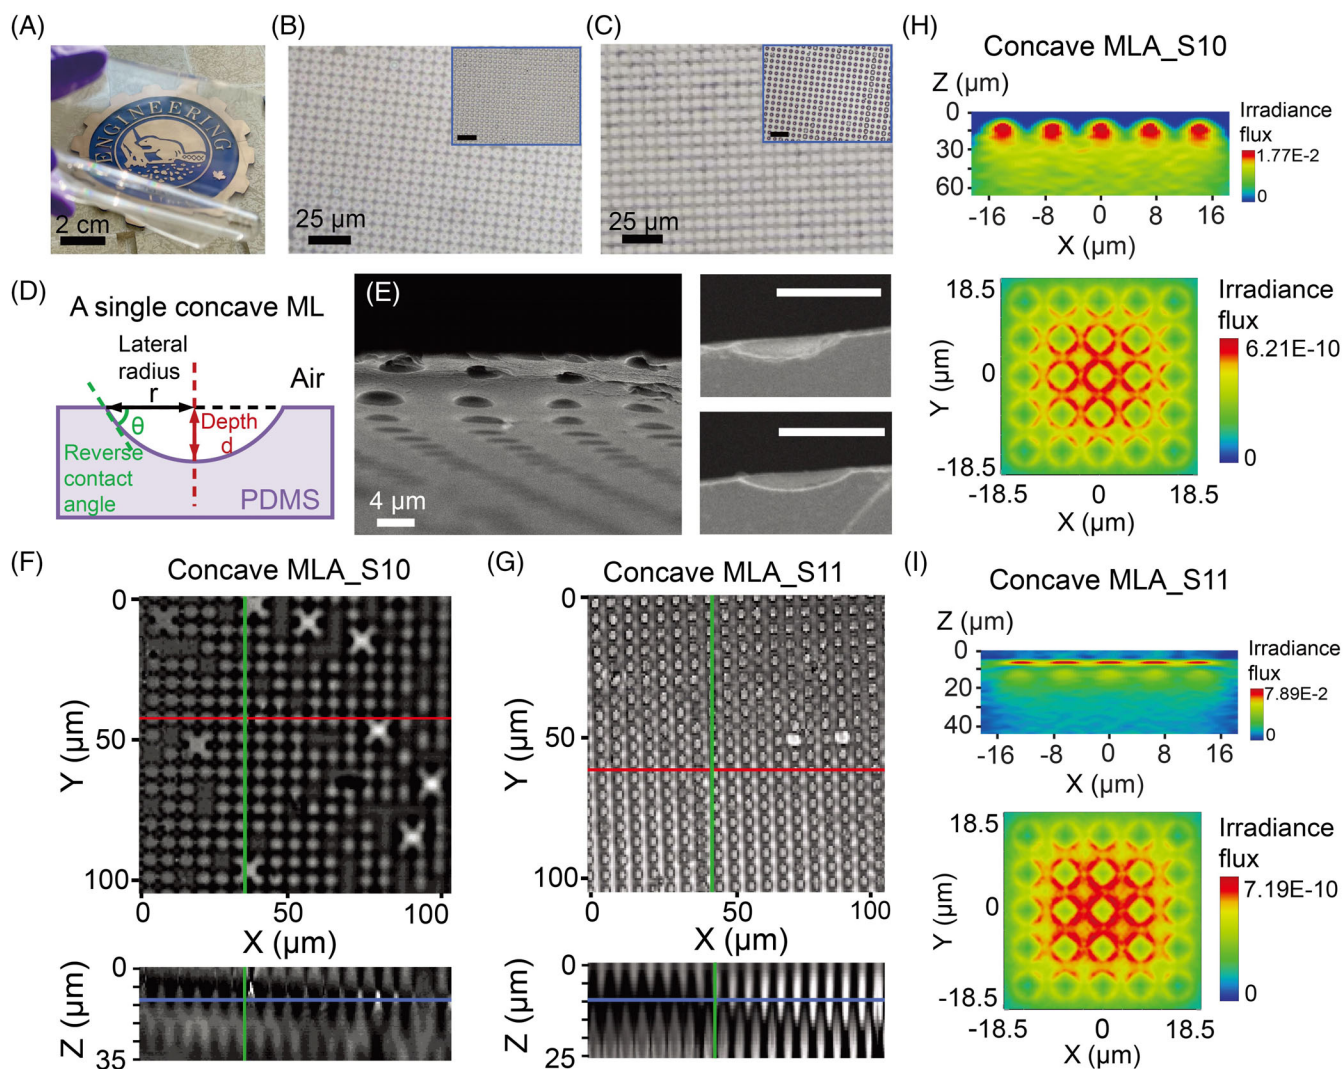 (A)
ENGINEERING
2 cm
(B)
25 μm
(C)
25 μm
(D)
A single concave ML
Lateral
radius
r
Air
θ
Depth
d
Reverse
contact
angle
PDMS
(E)
4 μm
(F)
Concave MLA_S10
0
50
100
Y (μm)
0
50
100
X (μm)
0
35
Z (μm)
(G)
Concave MLA_S11
0
50
100
Y (μm)
0
50
100
X (μm)
0
25
Z (μm)
(H)
Concave MLA_S10
Z (μm)
0
30
60
-16
-8
0
8
16
X (μm)
Irradiance
flux
1.77E-2
0
18.5
0
-18.5
Y (μm)
-18.5
0
18.5
X (μm)
Irradiance
flux
6.21E-10
0
(I)
Concave MLA_S11
Z (μm)
0
20
40
-16
-8
0
8
16
X (μm)
Irradiance
flux
7.89E-2
0
18.5
0
-18.5
Y (μm)
-18.5
0
18.5
X (μm)
Irradiance
flux
7.19E-10
0